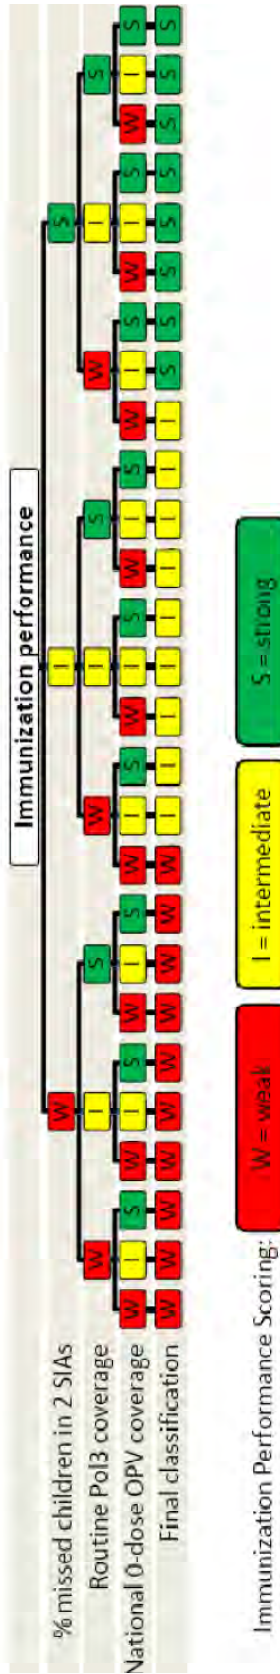 Immunization performance
% missed children in 2 SIAs W I S
Routine Pol3 coverage W I S W I S W I S
National 0-dose OPV coverage W I S W I S W I S W I S W I S W I S W I S W I S W I S
Final classification W W W W W W W W W W I I I I I I I I I S S S S S S S S
Immunization Performance Scoring: W = weak I = intermediate S = strong